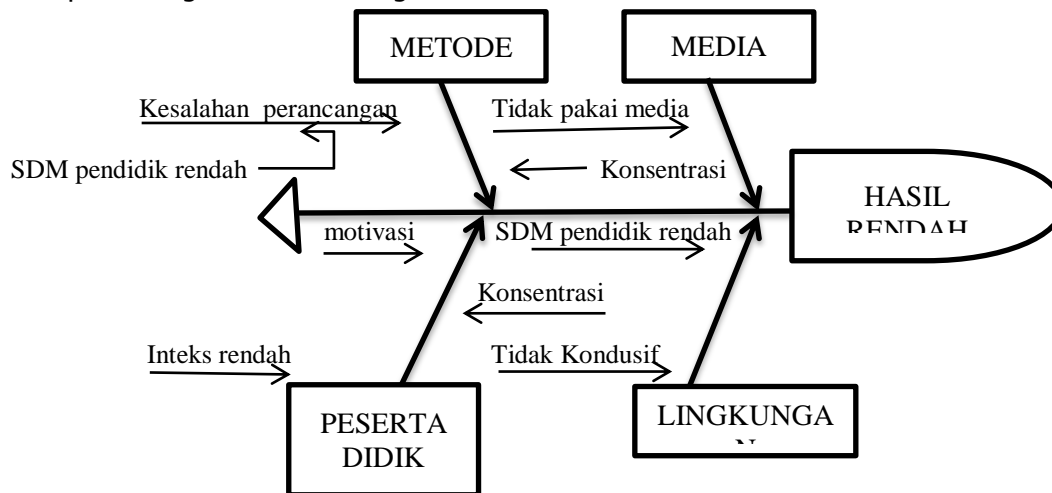 METODE
MEDIA
Kesalahan perancangan
Tidak pakai media
SDM pendidik rendah
Konsentrasi
HASIL
RENDAH
motivasi
SDM pendidik rendah
Konsentrasi
Inteks rendah
Tidak Kondusif
PESERTA
DIDIK
LINGKUNGA
N